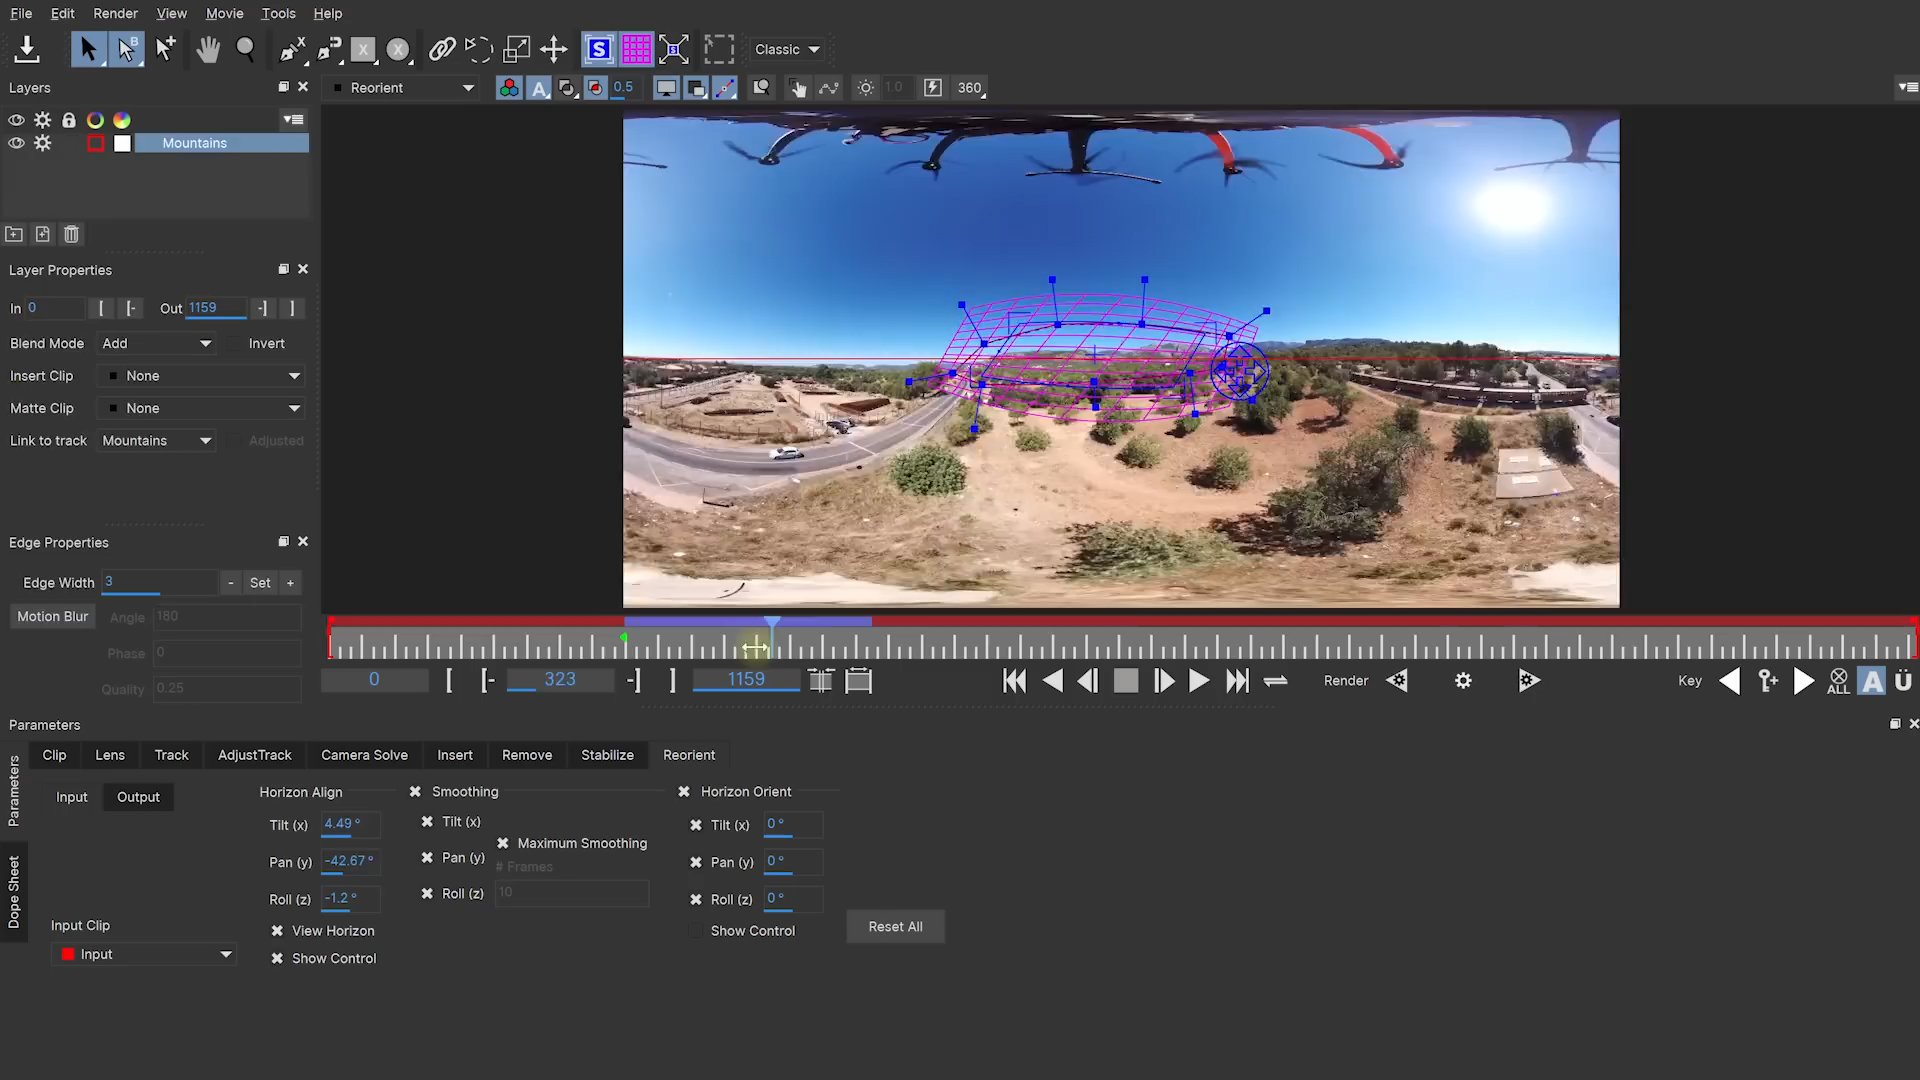 File Edit Render View Movie Tools Help
Classic
Layers
Reorient
A
0.5
1.0
360
Mountains
Layer Properties
In 0 [ [- Out 1159 -] ]
Blend Mode Add Invert
Insert Clip None
Matte Clip None
Link to track Mountains Adjusted
Edge Properties
Edge Width 3 - Set +
Motion Blur Angle 180
Phase 0
Quality 0.25
0 [ [- 323 -] ] 1159 Render Key ALL A Ü
Parameters
Clip Lens Track AdjustTrack Camera Solve Insert Remove Stabilize Reorient
Parameters
Dope Sheet
Input Output
Input Clip
Input
Horizon Align
Tilt (x) 4.49 °
Pan (y) -42.67 °
Roll (z) -1.2 °
View Horizon
Show Control
Smoothing
Tilt (x)
Maximum Smoothing
Pan (y)
# Frames
Roll (z) 10
Horizon Orient
Tilt (x) 0 °
Pan (y) 0 °
Roll (z) 0 °
Show Control
Reset All